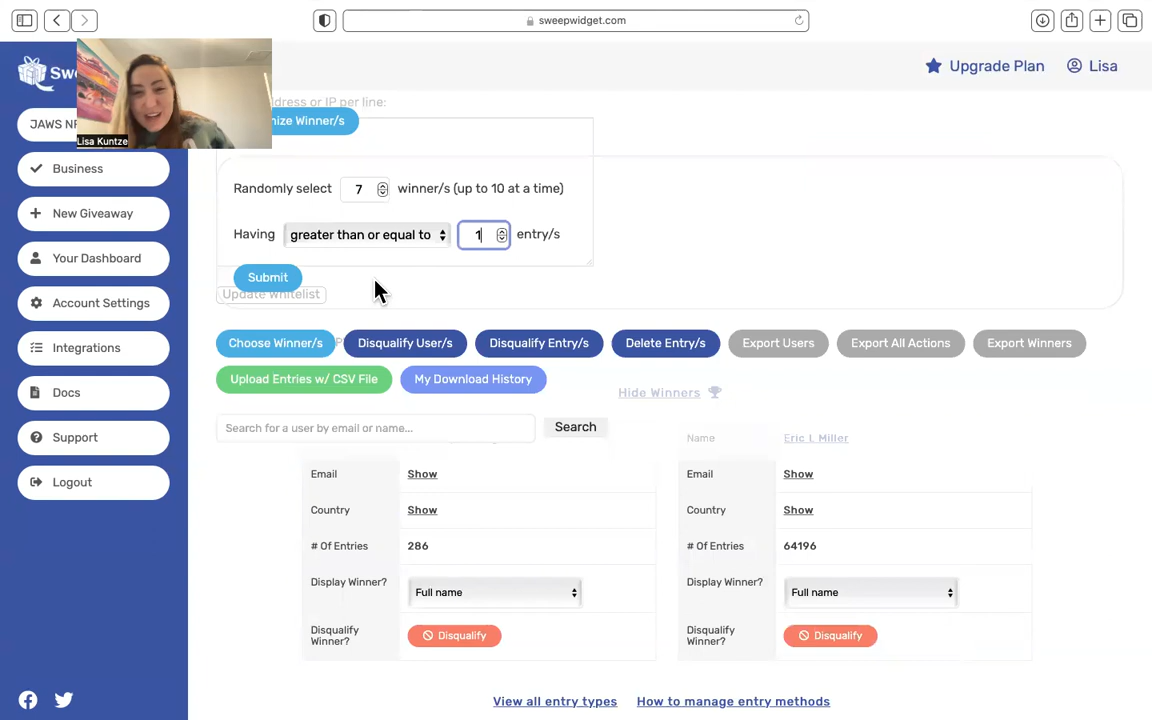 sweepwidget.com
Upgrade Plan
Lisa
Lisa Kuntze
JAWS
Business
New Giveaway
Your Dashboard
Account Settings
Integrations
Docs
Support
Logout
or IP per line:
Winner/s
Randomly select 7 winner/s (up to 10 at a time)
Having greater than or equal to 1 entry/s
Submit
Update Whitelist
Choose Winner/s
Disqualify User/s
Disqualify Entry/s
Delete Entry/s
Export Users
Export All Actions
Export Winners
Upload Entries w/ CSV File
My Download History
Hide Winners
Search for a user by email or name...
Search
Email Show
Country Show
# Of Entries 286
Display Winner? Full name
Disqualify
Winner?
Disqualify
Name Eric I. Miller
Email Show
Country Show
# Of Entries 64196
Display Winner? Full name
Disqualify
Winner?
Disqualify
View all entry types
How to manage entry methods